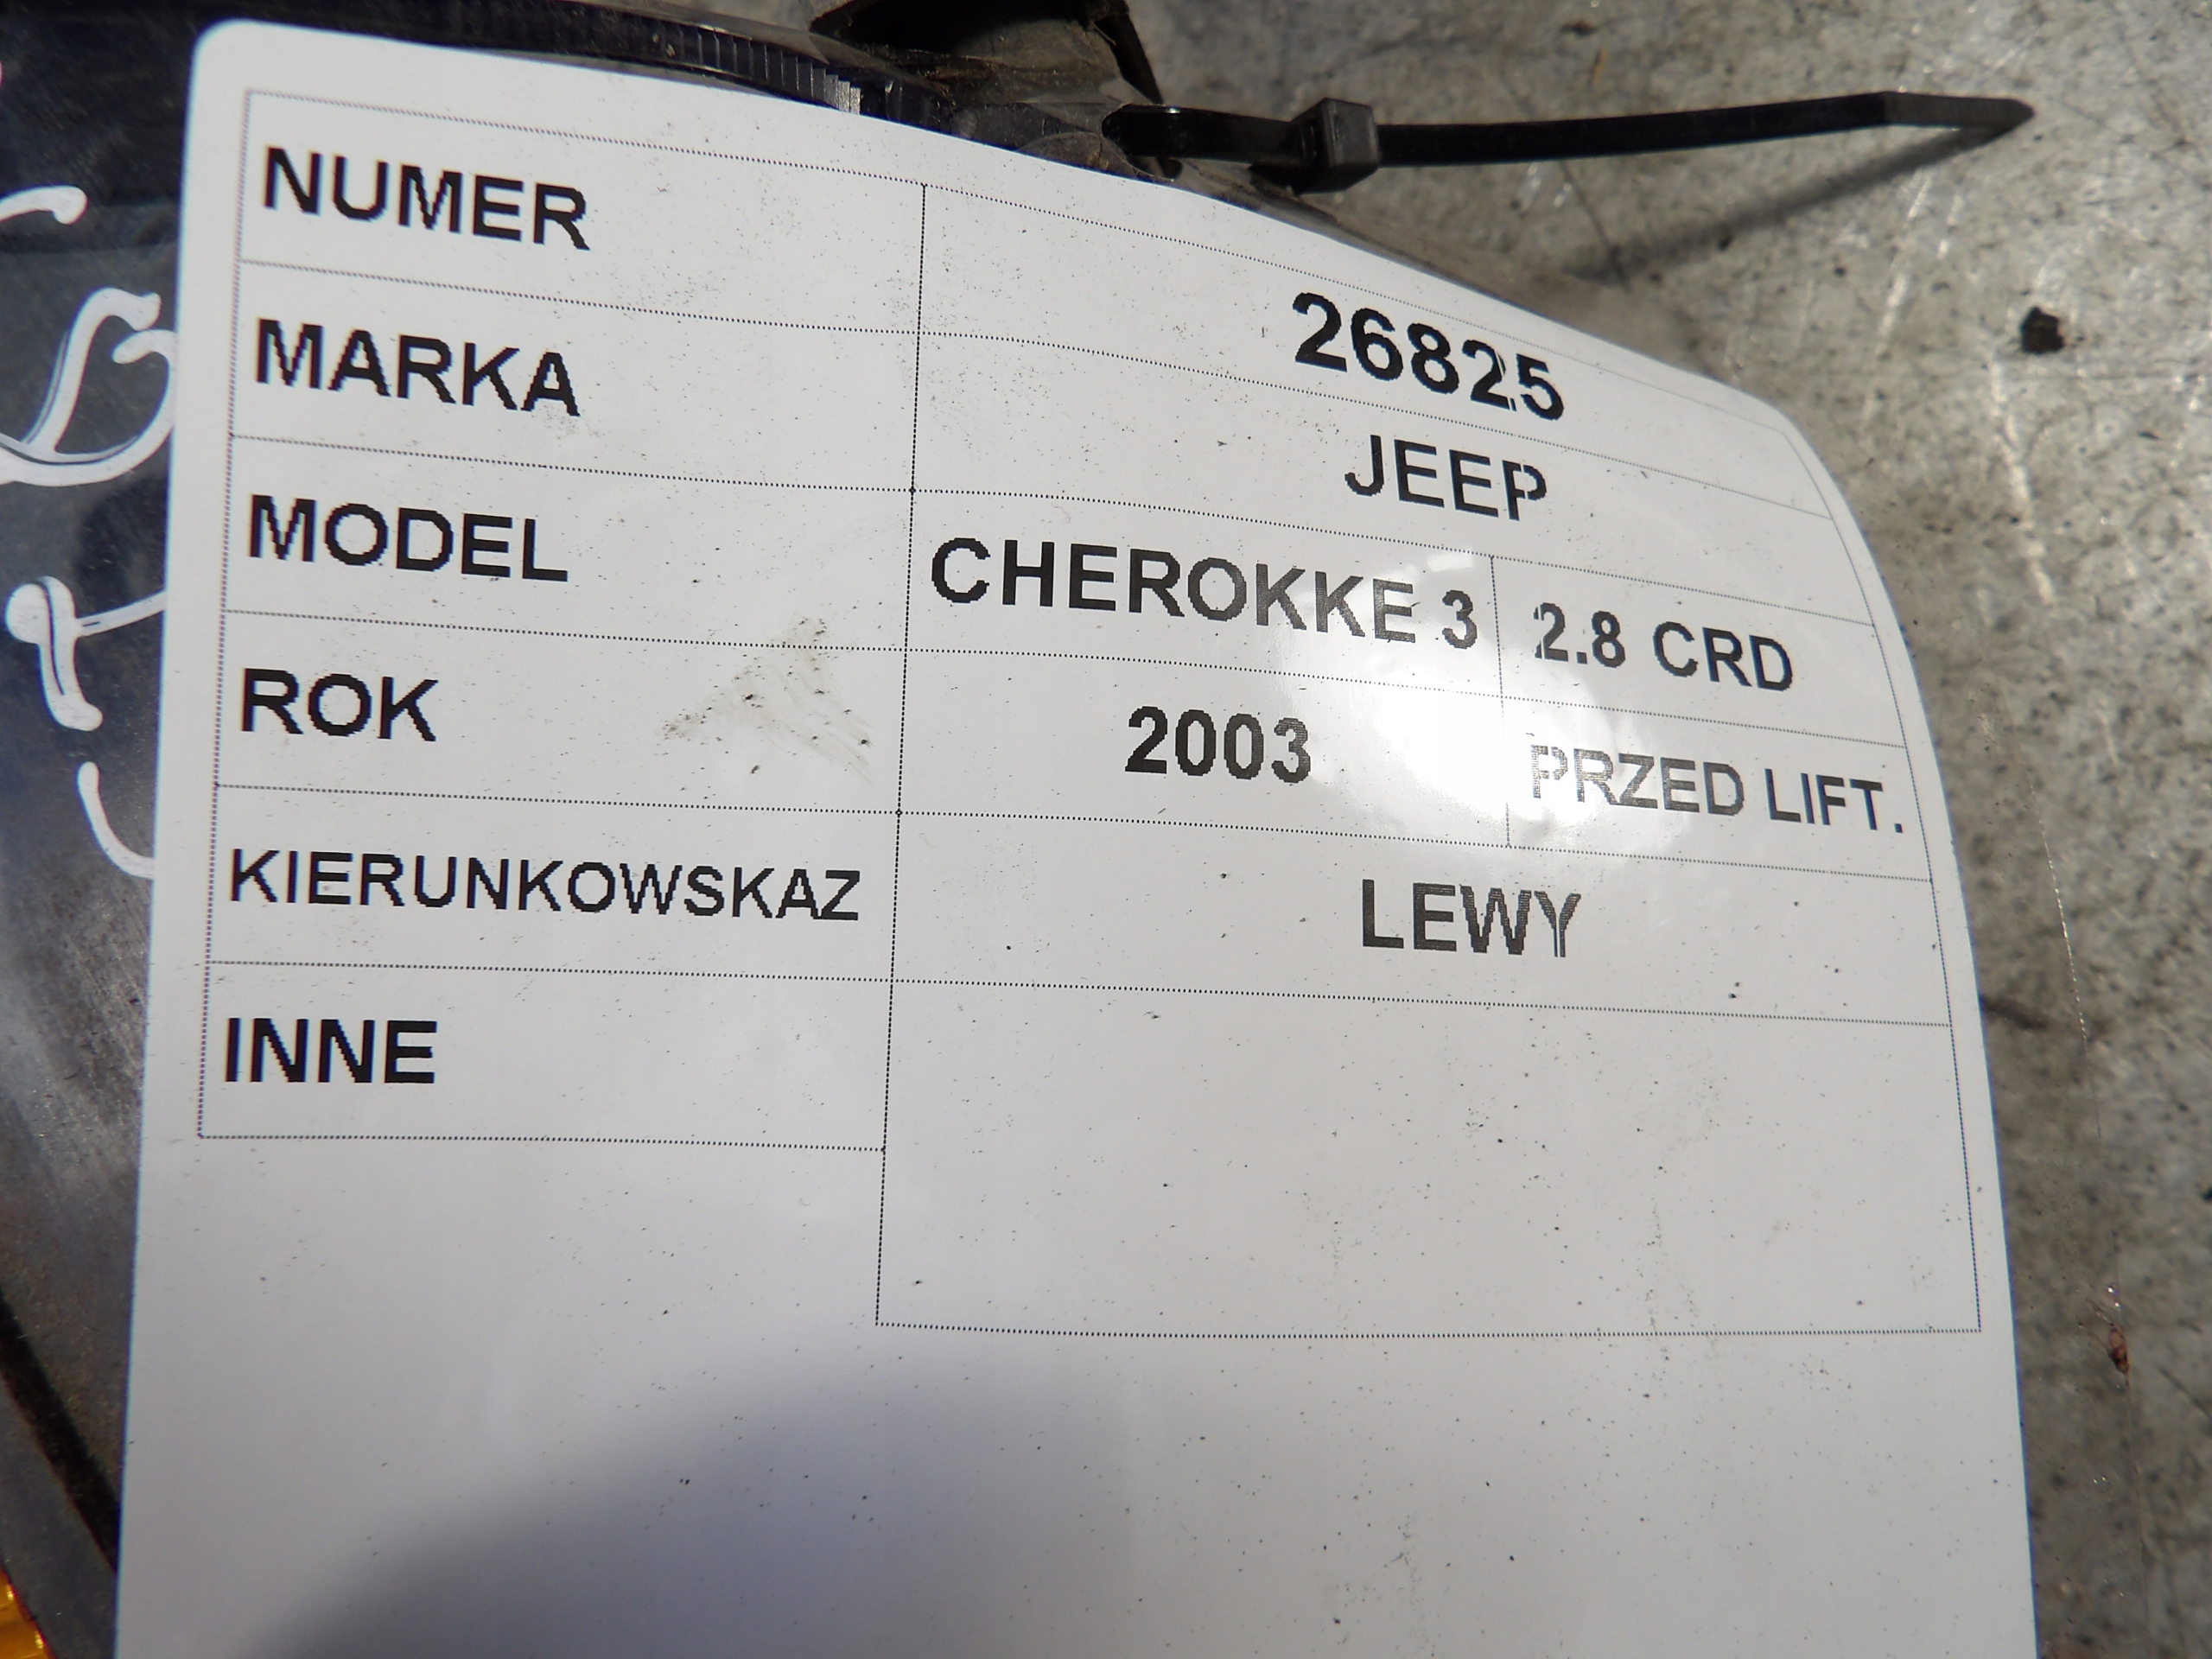 NUMER 26825
MARKA JEEP
MODEL CHEROKKE 3 2.8 CRD
ROK 2003 PRZED LIFT.
KIERUNKOWSKAZ LEWY
INNE